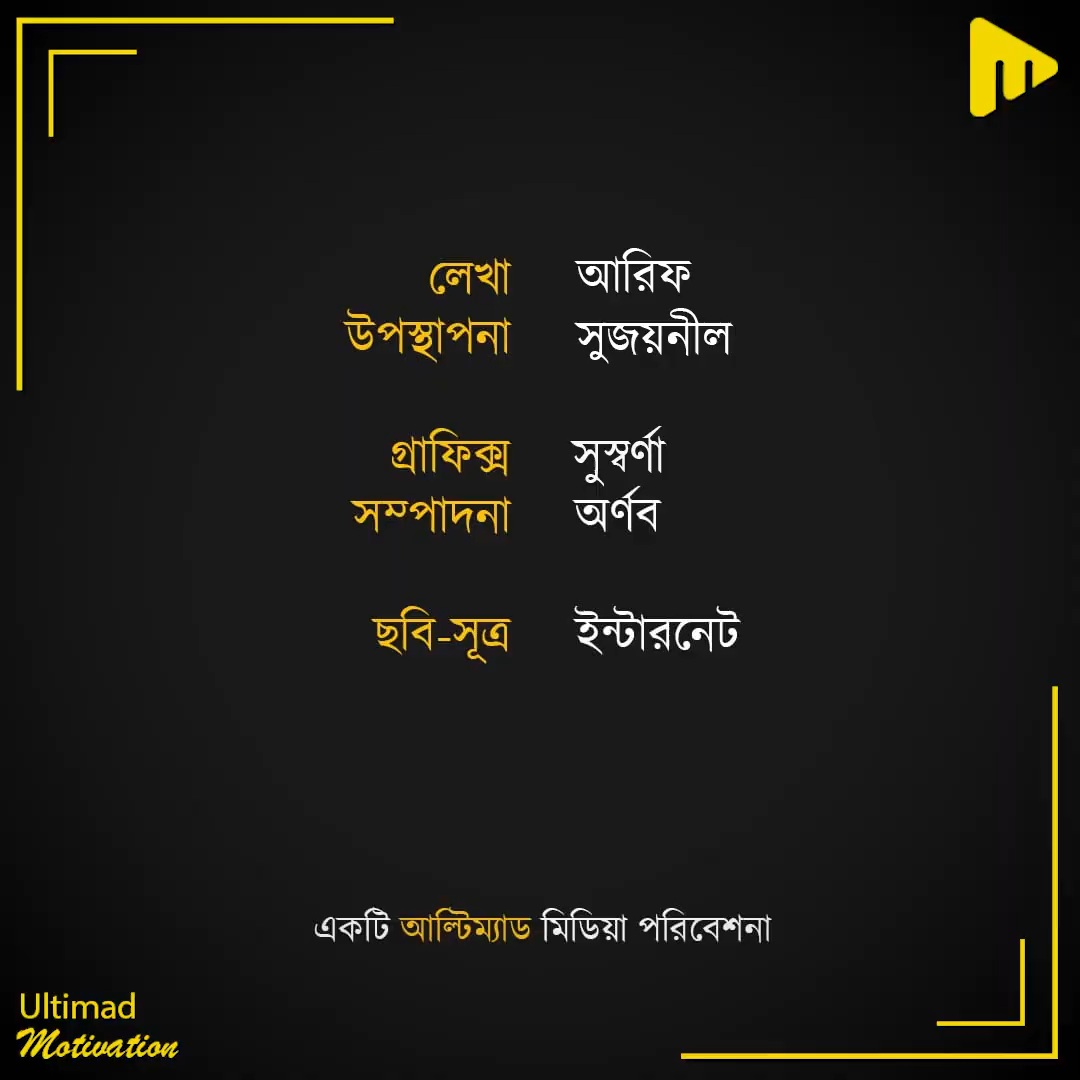 লেখা আরিফ
উপস্থাপনা সুজয়নীল
গ্রাফিক্স সুস্বর্ণা
সম্পাদনা অর্ণব
ছবি-সূত্র ইন্টারনেট
একটি আল্টিম্যাড মিডিয়া পরিবেশনা
Ultimad
Motivation